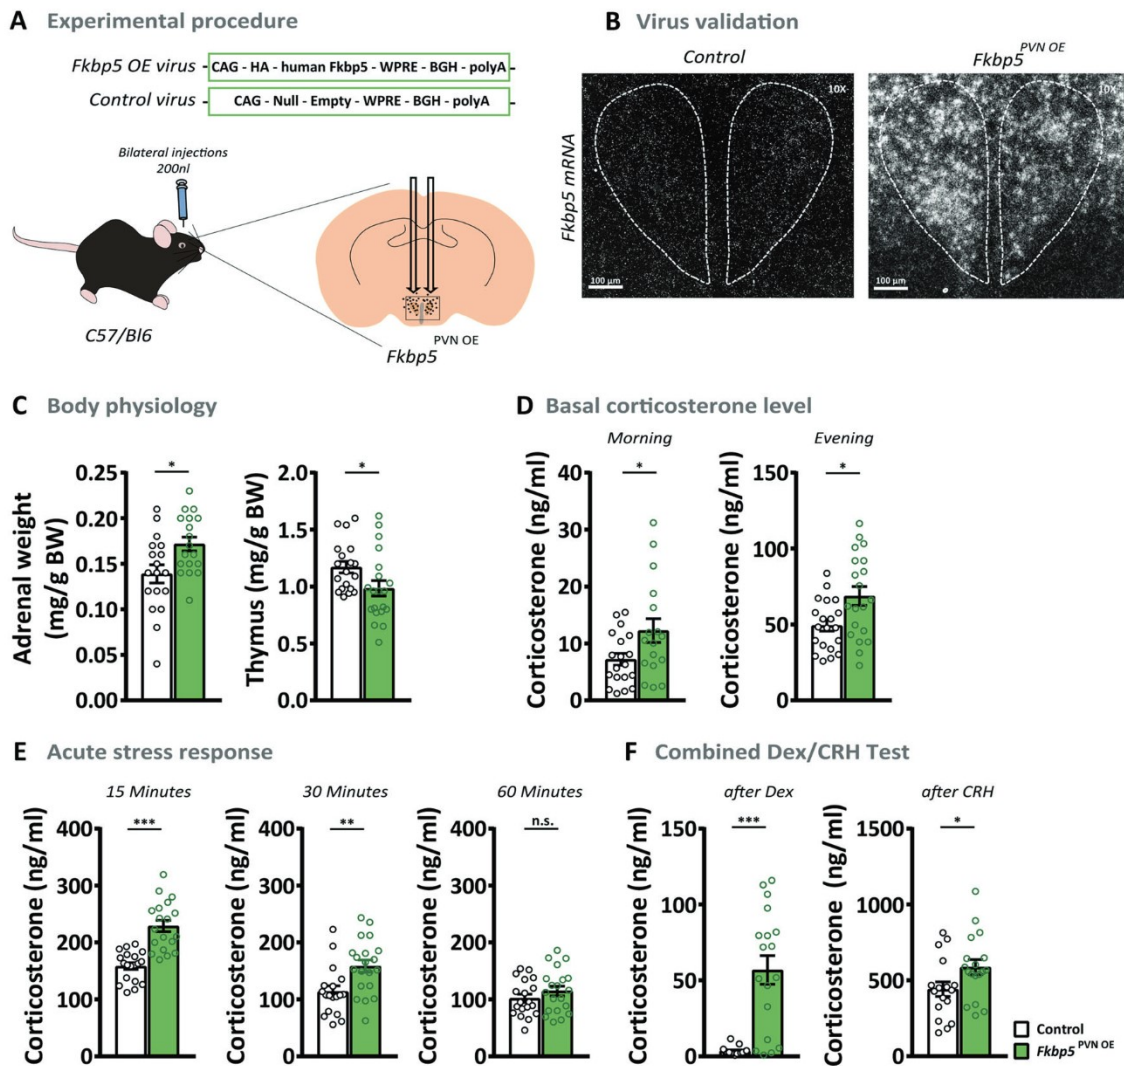 A Experimental procedure
Fkbp5 OE virus CAG - HA - human Fkbp5 - WPRE - BGH - polyA
Control virus CAG - Null - Empty - WPRE - BGH - polyA
Bilateral injections
200nl
C57/Bl6
Fkbp5 PVN OE
B Virus validation
Control
Fkbp5 PVN OE
Fkbp5 mRNA
10X
100 µm
10X
100 µm
C Body physiology
Adrenal weight
(mg/g BW)
0.25
0.20
0.15
0.10
0.05
0.00
*
Thymus (mg/g BW)
2.0
1.5
1.0
0.5
0.0
*
D Basal corticosterone level
Morning
Corticosterone (ng/ml)
40
30
20
10
0
*
Evening
Corticosterone (ng/ml)
150
100
50
0
*
E Acute stress response
15 Minutes
Corticosterone (ng/ml)
400
300
200
100
0
***
30 Minutes
Corticosterone (ng/ml)
400
300
200
100
0
**
60 Minutes
Corticosterone (ng/ml)
400
300
200
100
0
n.s.
F Combined Dex/CRH Test
after Dex
Corticosterone (ng/ml)
150
100
50
0
***
after CRH
Corticosterone (ng/ml)
1500
1000
500
0
*
Control
Fkbp5 PVN OE